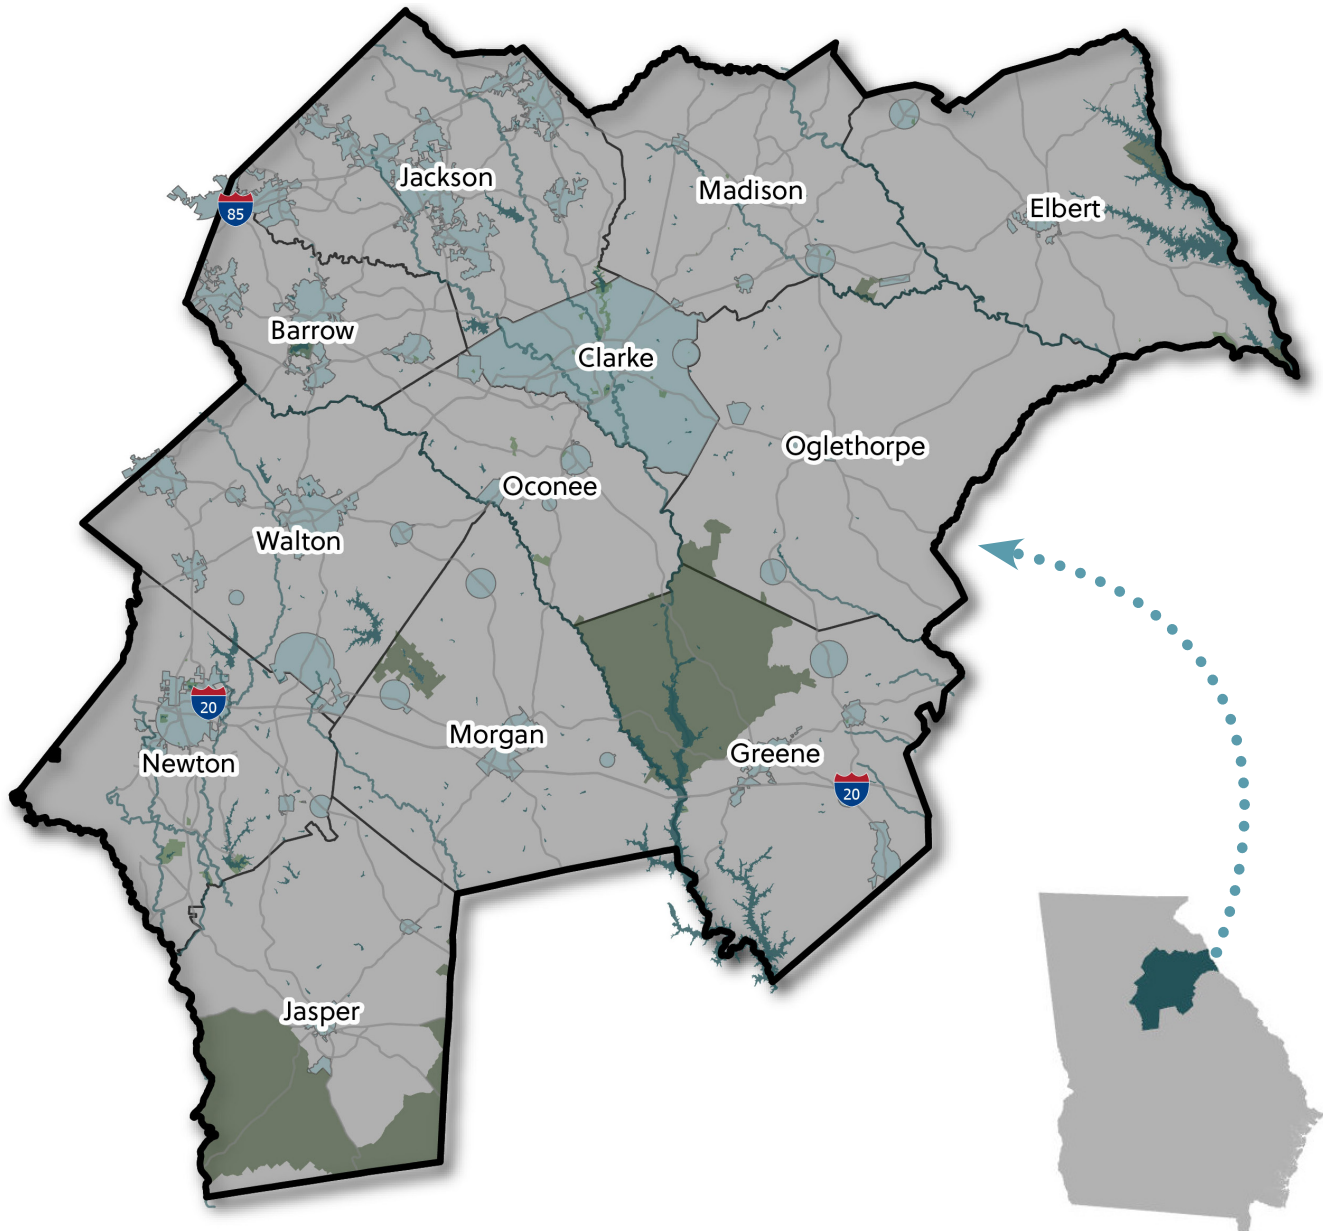 Jackson
Madison
Elbert
85
Barrow
Clarke
Oglethorpe
Oconee
Walton
20
Morgan
Greene
Newton
20
Jasper